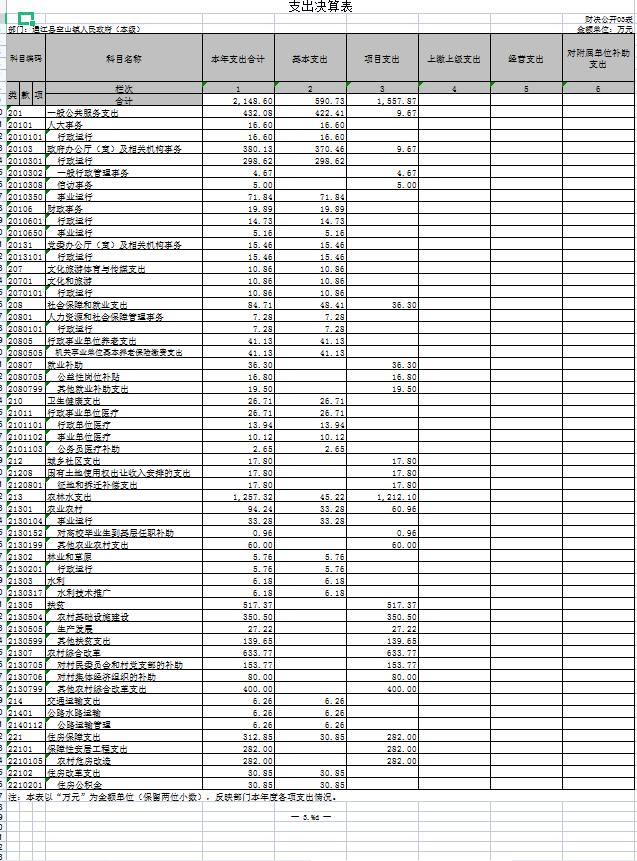 支出决算表
财决公开03表
部门：通江县空山镇人民政府（本级） 金额单位：万元
科目编码 科目名称 本年支出合计 基本支出 项目支出 上缴上级支出 经营支出 对附属单位补助支出
类 款 项 栏次 1 2 3 4 5 6
合计 2,148.60 590.73 1,557.87
201 一般公共服务支出 432.08 422.41 9.67
20101 人大事务 16.60 16.60
2010101 行政运行 16.60 16.60
20103 政府办公厅（室）及相关机构事务 380.13 370.46 9.67
2010301 行政运行 298.62 298.62
2010302 一般行政管理事务 4.67 4.67
2010308 信访事务 5.00 5.00
2010350 事业运行 71.84 71.84
20106 财政事务 19.89 19.89
2010601 行政运行 14.73 14.73
2010650 事业运行 5.16 5.16
20131 党委办公厅（室）及相关机构事务 15.46 15.46
2013101 行政运行 15.46 15.46
207 文化旅游体育与传媒支出 10.86 10.86
20701 文化和旅游 10.86 10.86
2070101 行政运行 10.86 10.86
208 社会保障和就业支出 84.71 48.41 36.30
20801 人力资源和社会保障管理事务 7.28 7.28
2080101 行政运行 7.28 7.28
20805 行政事业单位养老支出 41.13 41.13
2080505 机关事业单位基本养老保险缴费支出 41.13 41.13
20807 就业补助 36.30 36.30
2080705 公益性岗位补贴 16.80 16.80
2080799 其他就业补助支出 19.50 19.50
210 卫生健康支出 26.71 26.71
21011 行政事业单位医疗 26.71 26.71
2101101 行政单位医疗 13.94 13.94
2101102 事业单位医疗 10.12 10.12
2101103 公务员医疗补助 2.65 2.65
212 城乡社区支出 17.80 17.80
21208 国有土地使用权出让收入安排的支出 17.80 17.80
2120801 征地和拆迁补偿支出 17.80 17.80
213 农林水支出 1,257.32 45.22 1,212.10
21301 农业农村 94.24 33.28 60.96
2130104 事业运行 33.28 33.28
2130152 对高校毕业生到基层任职补助 0.96 0.96
2130199 其他农业农村支出 60.00 60.00
21302 林业和草原 5.76 5.76
2130201 行政运行 5.76 5.76
21303 水利 6.18 6.18
2130317 水利技术推广 6.18 6.18
21305 扶贫 517.37 517.37
2130504 农村基础设施建设 350.50 350.50
2130505 生产发展 27.22 27.22
2130599 其他扶贫支出 139.65 139.65
21307 农村综合改革 633.77 633.77
2130705 对村民委员会和村党支部的补助 153.77 153.77
2130706 对村集体经济组织的补助 80.00 80.00
2130799 其他农村综合改革支出 400.00 400.00
214 交通运输支出 6.26 6.26
21401 公路水路运输 6.26 6.26
2140112 公路运输管理 6.26 6.26
221 住房保障支出 312.85 30.85 282.00
22101 保障性安居工程支出 282.00 282.00
2210105 农村危房改造 282.00 282.00
22102 住房改革支出 30.85 30.85
2210201 住房公积金 30.85 30.85
注：本表以“万元”为金额单位（保留两位小数），反映部门本年度各项支出情况。
— 3.%d —